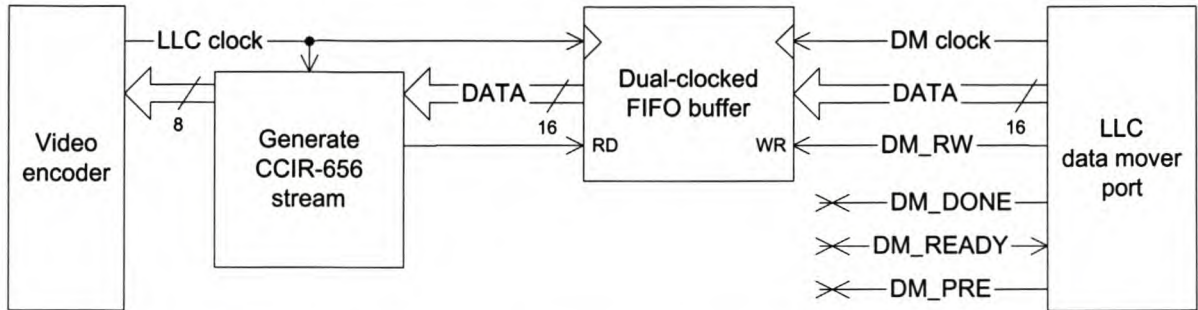 Video
encoder
LLC clock
8
Generate
CCIR-656
stream
DATA
16
Dual-clocked
FIFO buffer
RD
WR
DM clock
DATA
16
DM_RW
DM_DONE
DM_READY
DM_PRE
LLC
data mover
port